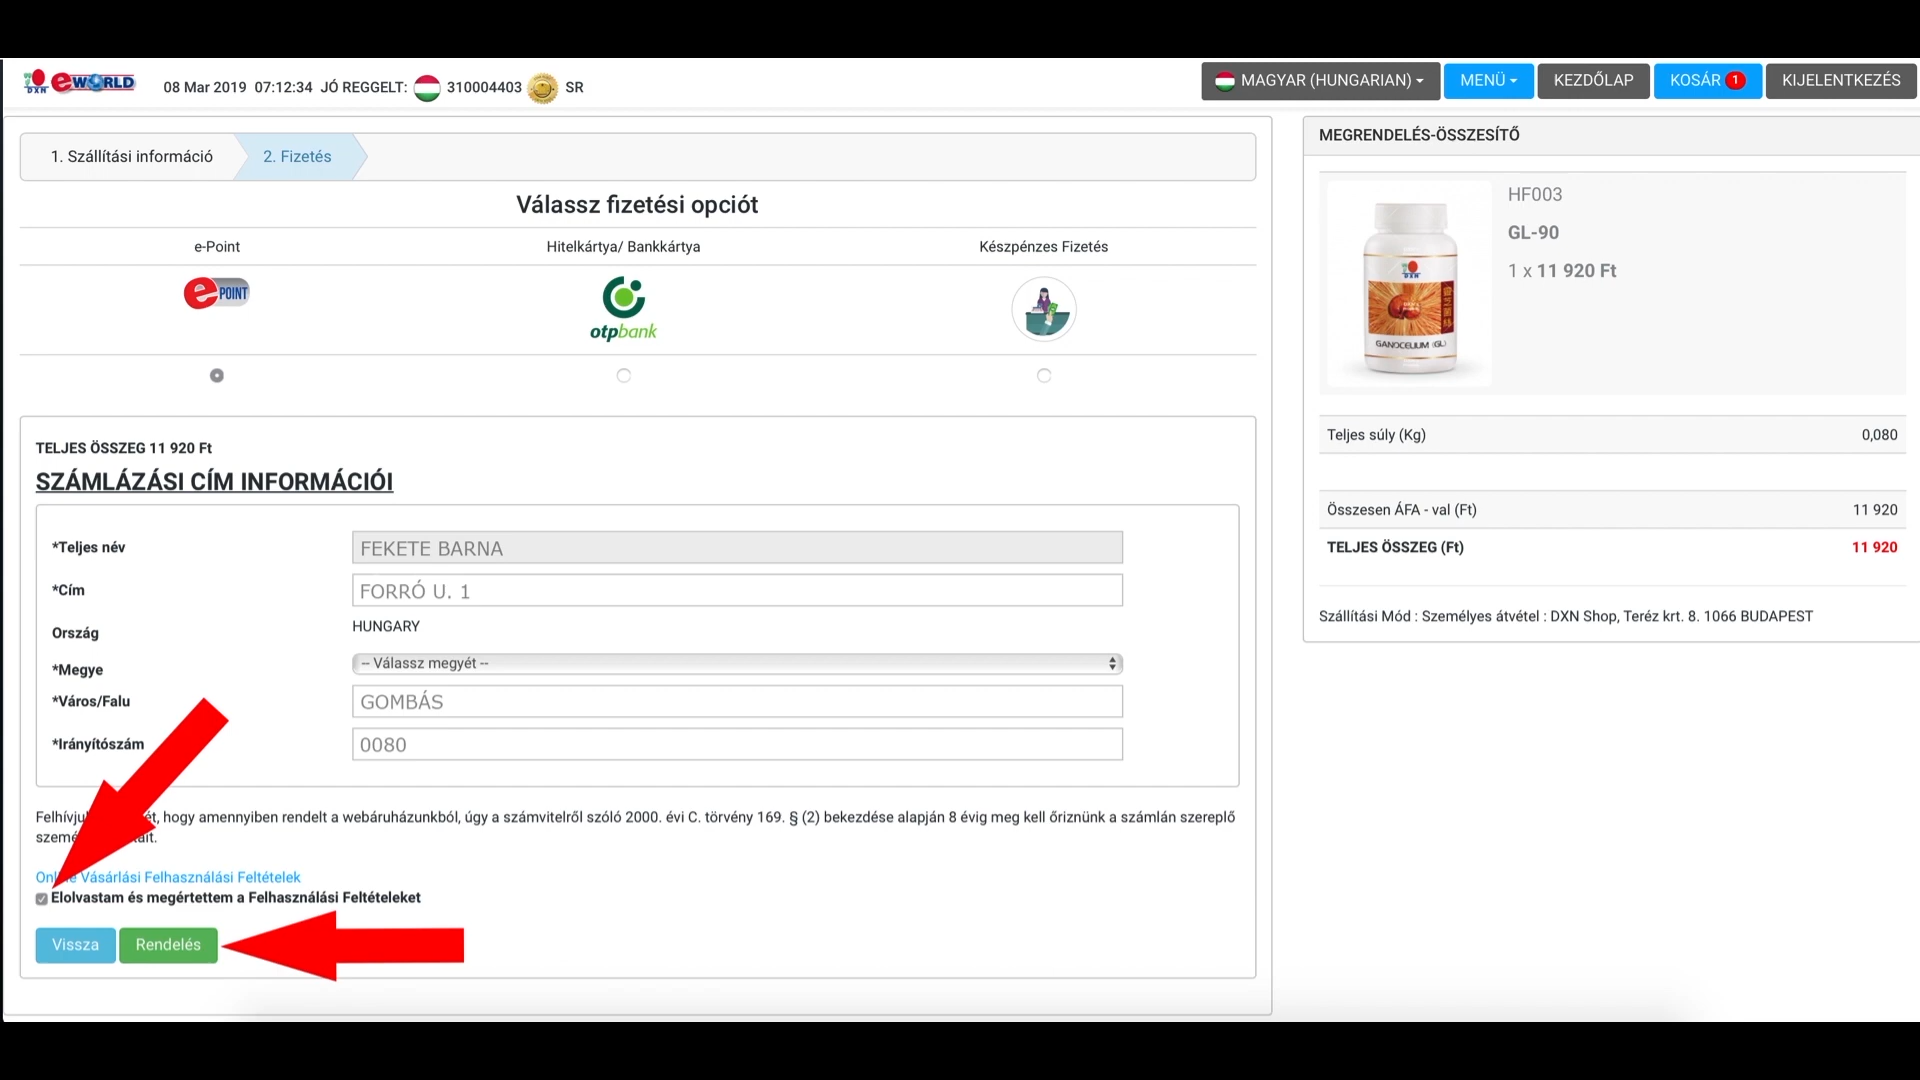 DXN eWORLD 08 Mar 2019 07:12:34 JÓ REGGELT: 310004403 SR MAGYAR (HUNGARIAN) MENÜ KEZDŐLAP KOSÁR 1 KIJELENTKEZÉS
1. Szállítási információ 2. Fizetés
Válassz fizetési opciót
e-Point Hitelkártya/ Bankkártya Készpénzes Fizetés
e POINT
otpbank
TELJES ÖSSZEG 11 920 Ft
SZÁMLÁZÁSI CÍM INFORMÁCIÓI
*Teljes név FEKETE BARNA
*Cím FORRÓ U. 1
Ország HUNGARY
*Megye -- Válassz megyét --
*Város/Falu GOMBÁS
*Irányítószám 0080
hogy amennyiben rendelt a webáruházunkból, úgy a számvitelről szóló 2000. évi C. törvény 169. § (2) bekezdése alapján 8 évig meg kell őriznünk a számlán szereplő
Vásárlási Felhasználási Feltételek
Elolvastam és megértettem a Felhasználási Feltételeket
Vissza Rendelés
MEGRENDELÉS-ÖSSZESÍTŐ
HF003
GL-90
1 x 11 920 Ft
DXN
GANOCELIUM (GL)
Teljes súly (Kg) 0,080
Összesen ÁFA - val (Ft) 11 920
TELJES ÖSSZEG (Ft) 11 920
Szállítási Mód : Személyes átvétel : DXN Shop, Teréz krt. 8. 1066 BUDAPEST